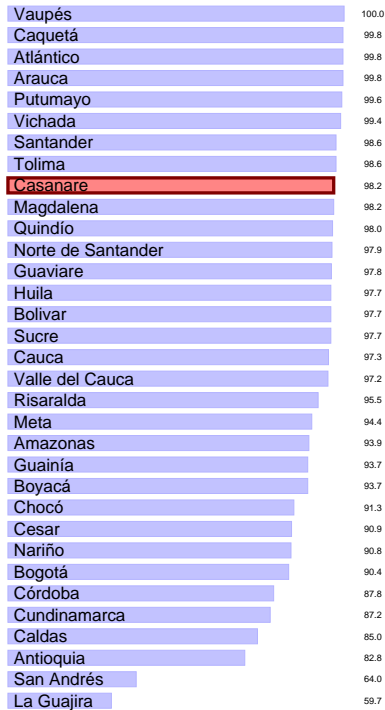 Vaupés 100.0
Caquetá 99.8
Atlántico 99.8
Arauca 99.8
Putumayo 99.6
Vichada 99.4
Santander 98.6
Tolima 98.6
Casanare 98.2
Magdalena 98.2
Quindío 98.0
Norte de Santander 97.9
Guaviare 97.8
Huila 97.7
Bolivar 97.7
Sucre 97.7
Cauca 97.3
Valle del Cauca 97.2
Risaralda 95.5
Meta 94.4
Amazonas 93.9
Guainía 93.7
Boyacá 93.7
Chocó 91.3
Cesar 90.9
Nariño 90.8
Bogotá 90.4
Córdoba 87.8
Cundinamarca 87.2
Caldas 85.0
Antioquia 82.8
San Andrés 64.0
La Guajira 59.7